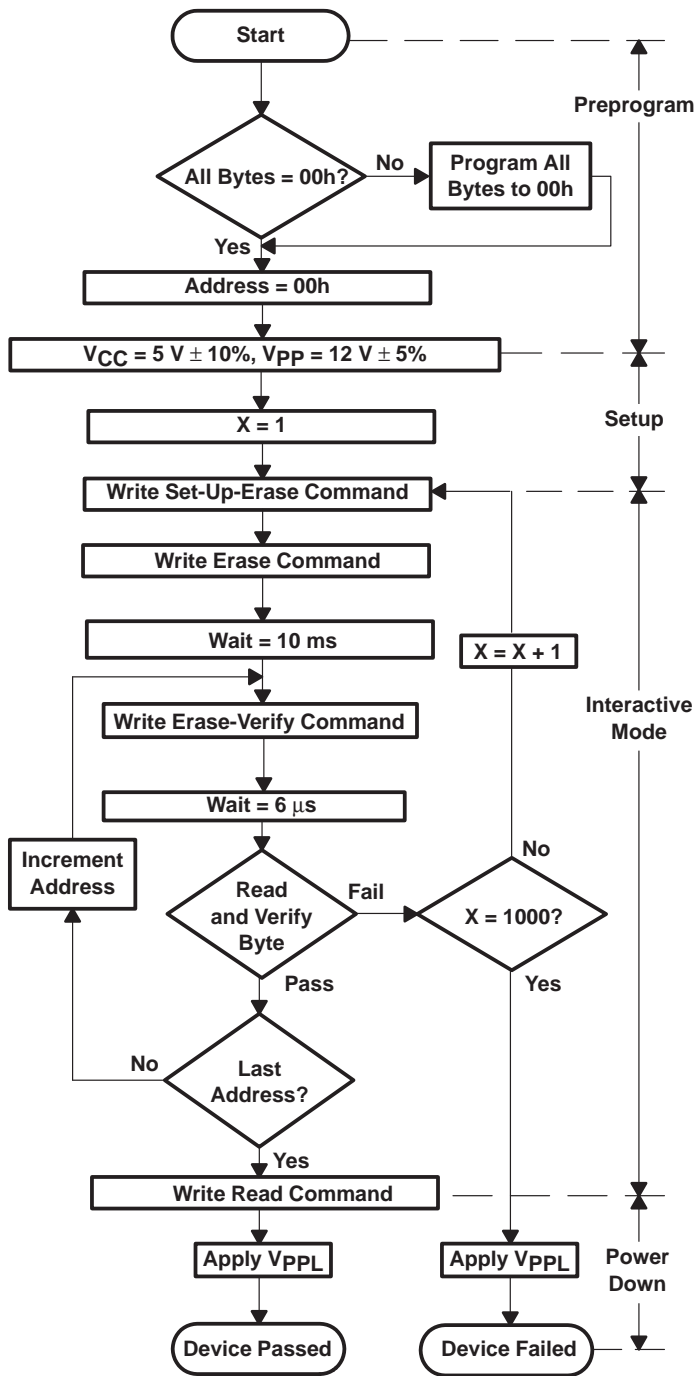 Start
Preprogram
All Bytes = 00h?
No
Program All
Bytes to 00h
Yes
Address = 00h
VCC = 5 V ± 10%, VPP = 12 V ± 5%
X = 1
Setup
Write Set-Up-Erase Command
Write Erase Command
Wait = 10 ms
X = X + 1
Interactive
Mode
Write Erase-Verify Command
Wait = 6 μs
Increment
Address
Read
and Verify
Byte
Fail
No
X = 1000?
Pass
Yes
No
Last
Address?
Yes
Write Read Command
Apply VPPL
Apply VPPL
Power
Down
Device Passed
Device Failed